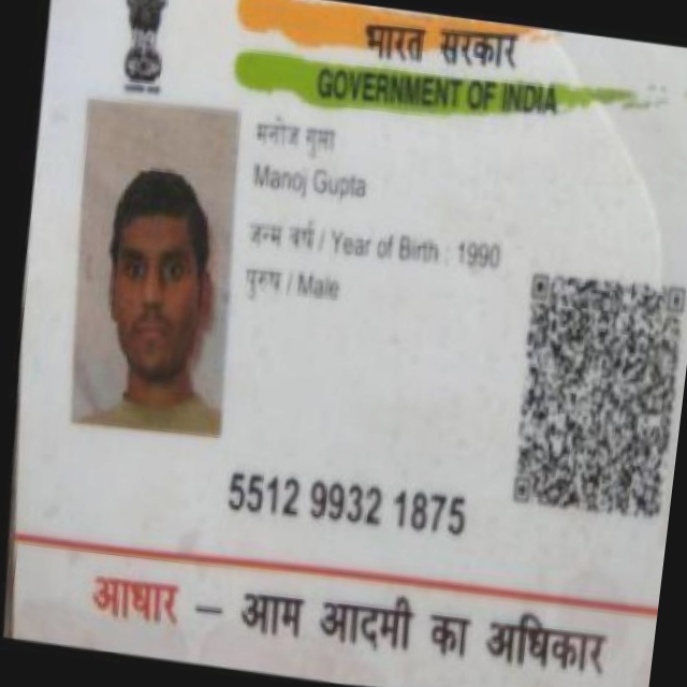 भारत सरकार
GOVERNMENT OF INDIA
मनोज गुप्ता
Manoj Gupta
जन्म वर्ष / Year of Birth : 1990
पुरुष / Male
5512 9932 1875
आधार – आम आदमी का अधिकार